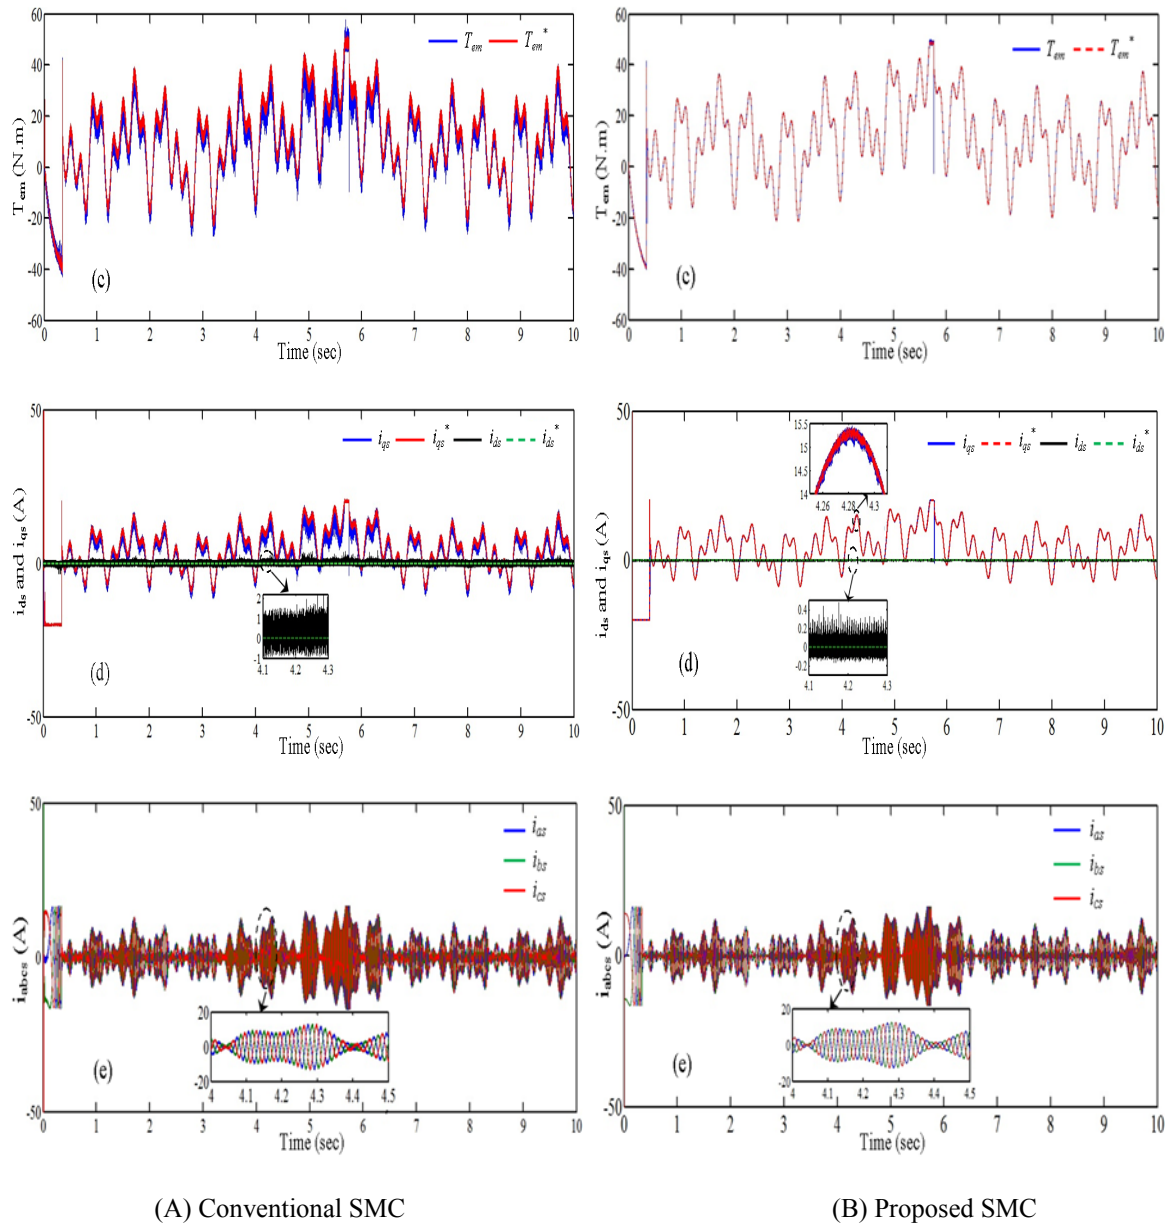 60
40
20
0
-20
-40
-60
T_em (N.m)
T_em T_em*
(c)
0 1 2 3 4 5 6 7 8 9 10
Time (sec)
60
40
20
0
-20
-40
-60
T_em (N.m)
T_em T_em*
(c)
0 1 2 3 4 5 6 7 8 9 10
Time (sec)
50
0
-50
i_ds and i_qs (A)
i_qs i_qs* i_ds i_ds*
2
1
0
-1
4.1 4.2 4.3
(d)
0 1 2 3 4 5 6 7 8 9 10
Time (sec)
50
0
-50
i_ds and i_qs (A)
15.5
15
14.5
14
4.26 4.28 4.3
i_qs i_qs* i_ds i_ds*
0.4
0.2
0
-0.2
4.1 4.2 4.3
(d)
0 1 2 3 4 5 6 7 8 9 10
Time (sec)
50
0
-50
i_abcs (A)
i_as
i_bs
i_cs
20
0
-20
4 4.1 4.2 4.3 4.4 4.5
(e)
0 1 2 3 4 5 6 7 8 9 10
Time (sec)
50
0
-50
i_abcs (A)
i_as
i_bs
i_cs
20
0
-20
4 4.1 4.2 4.3 4.4 4.5
(e)
0 1 2 3 4 5 6 7 8 9 10
Time (sec)
(A) Conventional SMC
(B) Proposed SMC